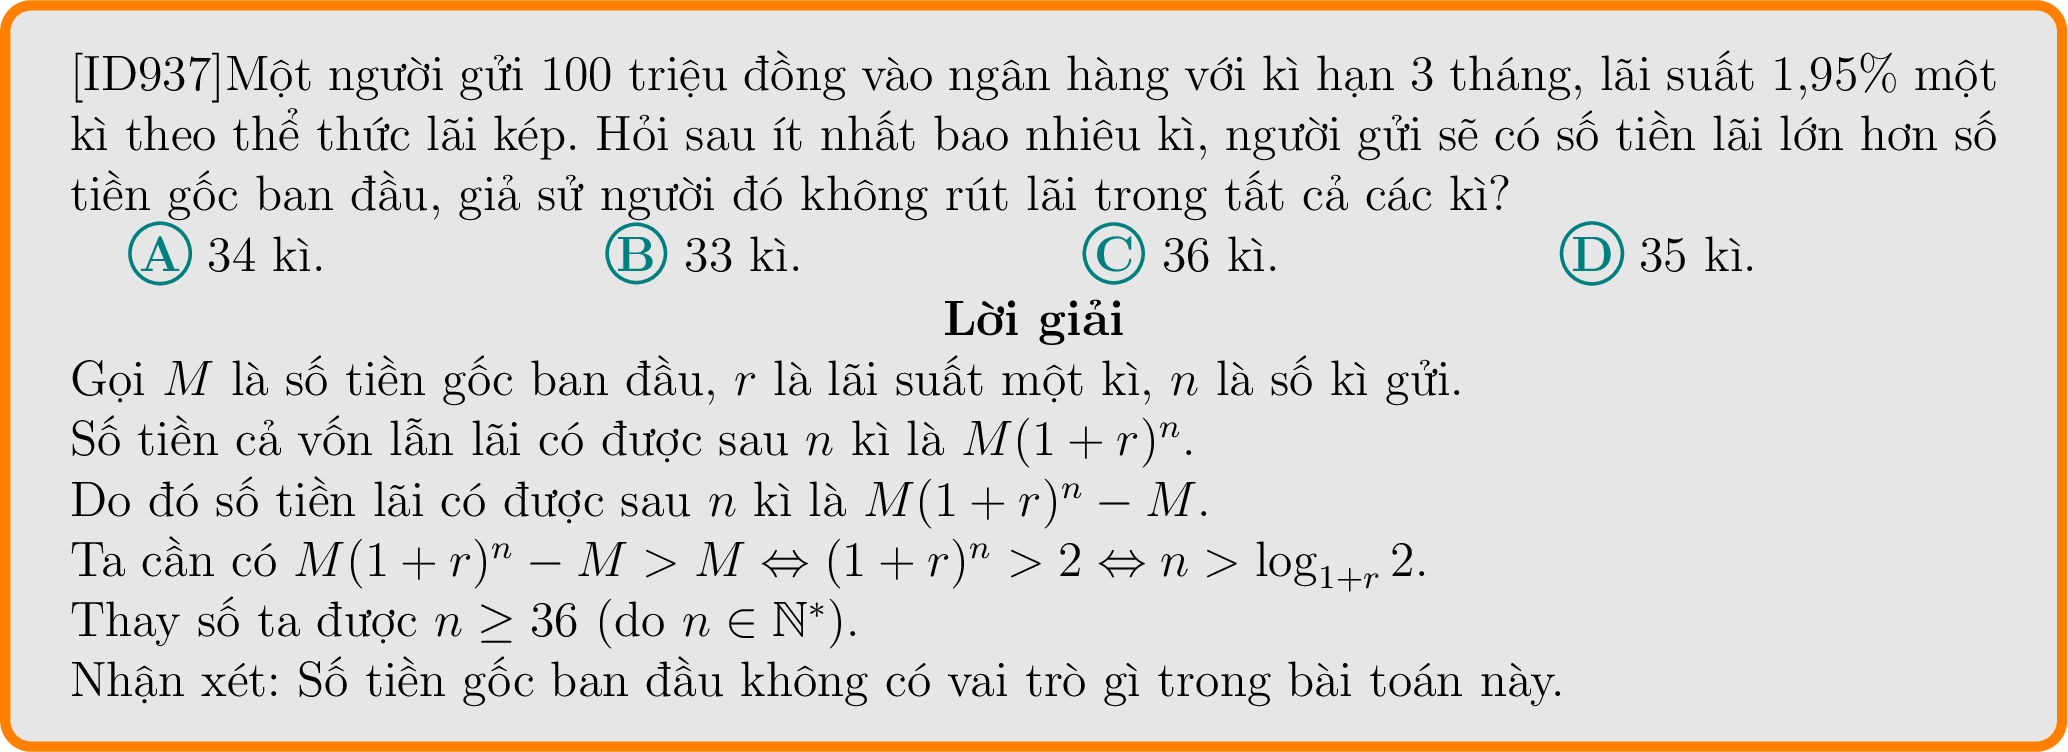 [ID937]Một người gửi 100 triệu đồng vào ngân hàng với kì hạn 3 tháng, lãi suất 1,95% một
kì theo thể thức lãi kép. Hỏi sau ít nhất bao nhiêu kì, người gửi sẽ có số tiền lãi lớn hơn số
tiền gốc ban đầu, giả sử người đó không rút lãi trong tất cả các kì?
A 34 kì. B 33 kì. C 36 kì. D 35 kì.
Lời giải
Gọi M là số tiền gốc ban đầu, r là lãi suất một kì, n là số kì gửi.
Số tiền cả vốn lẫn lãi có được sau n kì là M(1 + r)ⁿ.
Do đó số tiền lãi có được sau n kì là M(1 + r)ⁿ − M.
Ta cần có M(1 + r)ⁿ − M > M ⇔ (1 + r)ⁿ > 2 ⇔ n > log₁₊ᵣ 2.
Thay số ta được n ≥ 36 (do n ∈ ℕ*).
Nhận xét: Số tiền gốc ban đầu không có vai trò gì trong bài toán này.